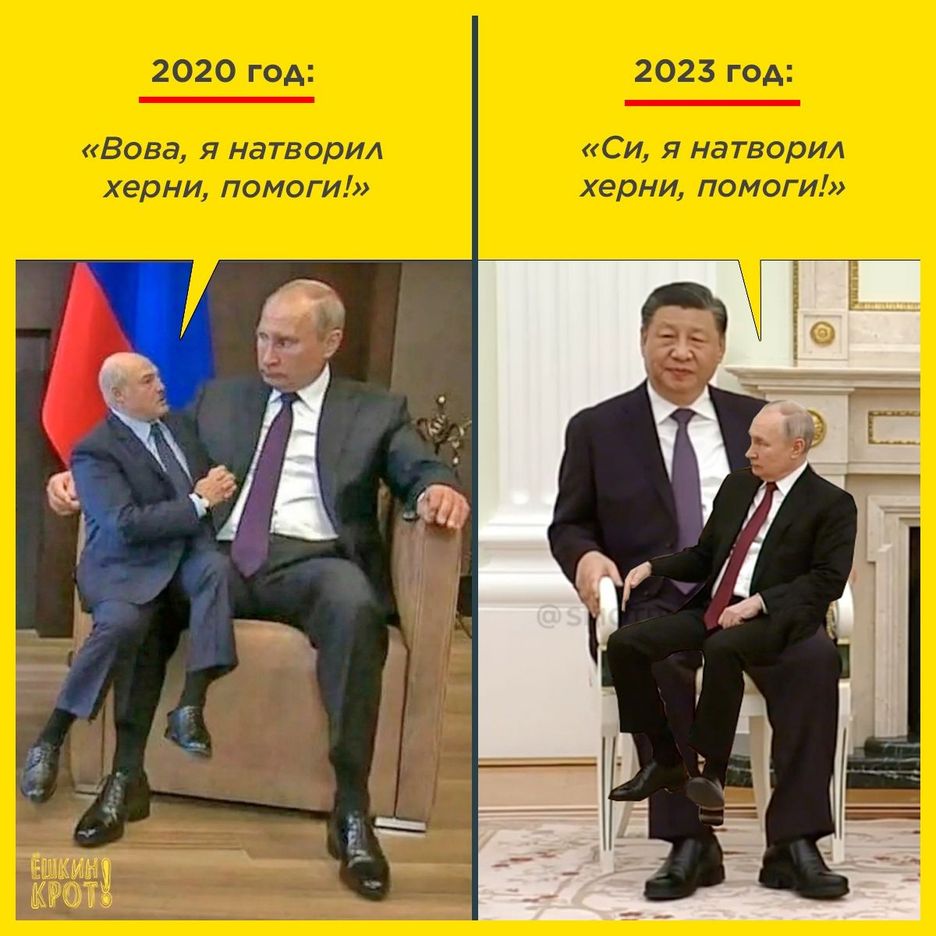 2020 год:
«Вова, я натворил
херни, помоги!»
2023 год:
«Си, я натворил
херни, помоги!»
ЁШКИН
КРОТ!